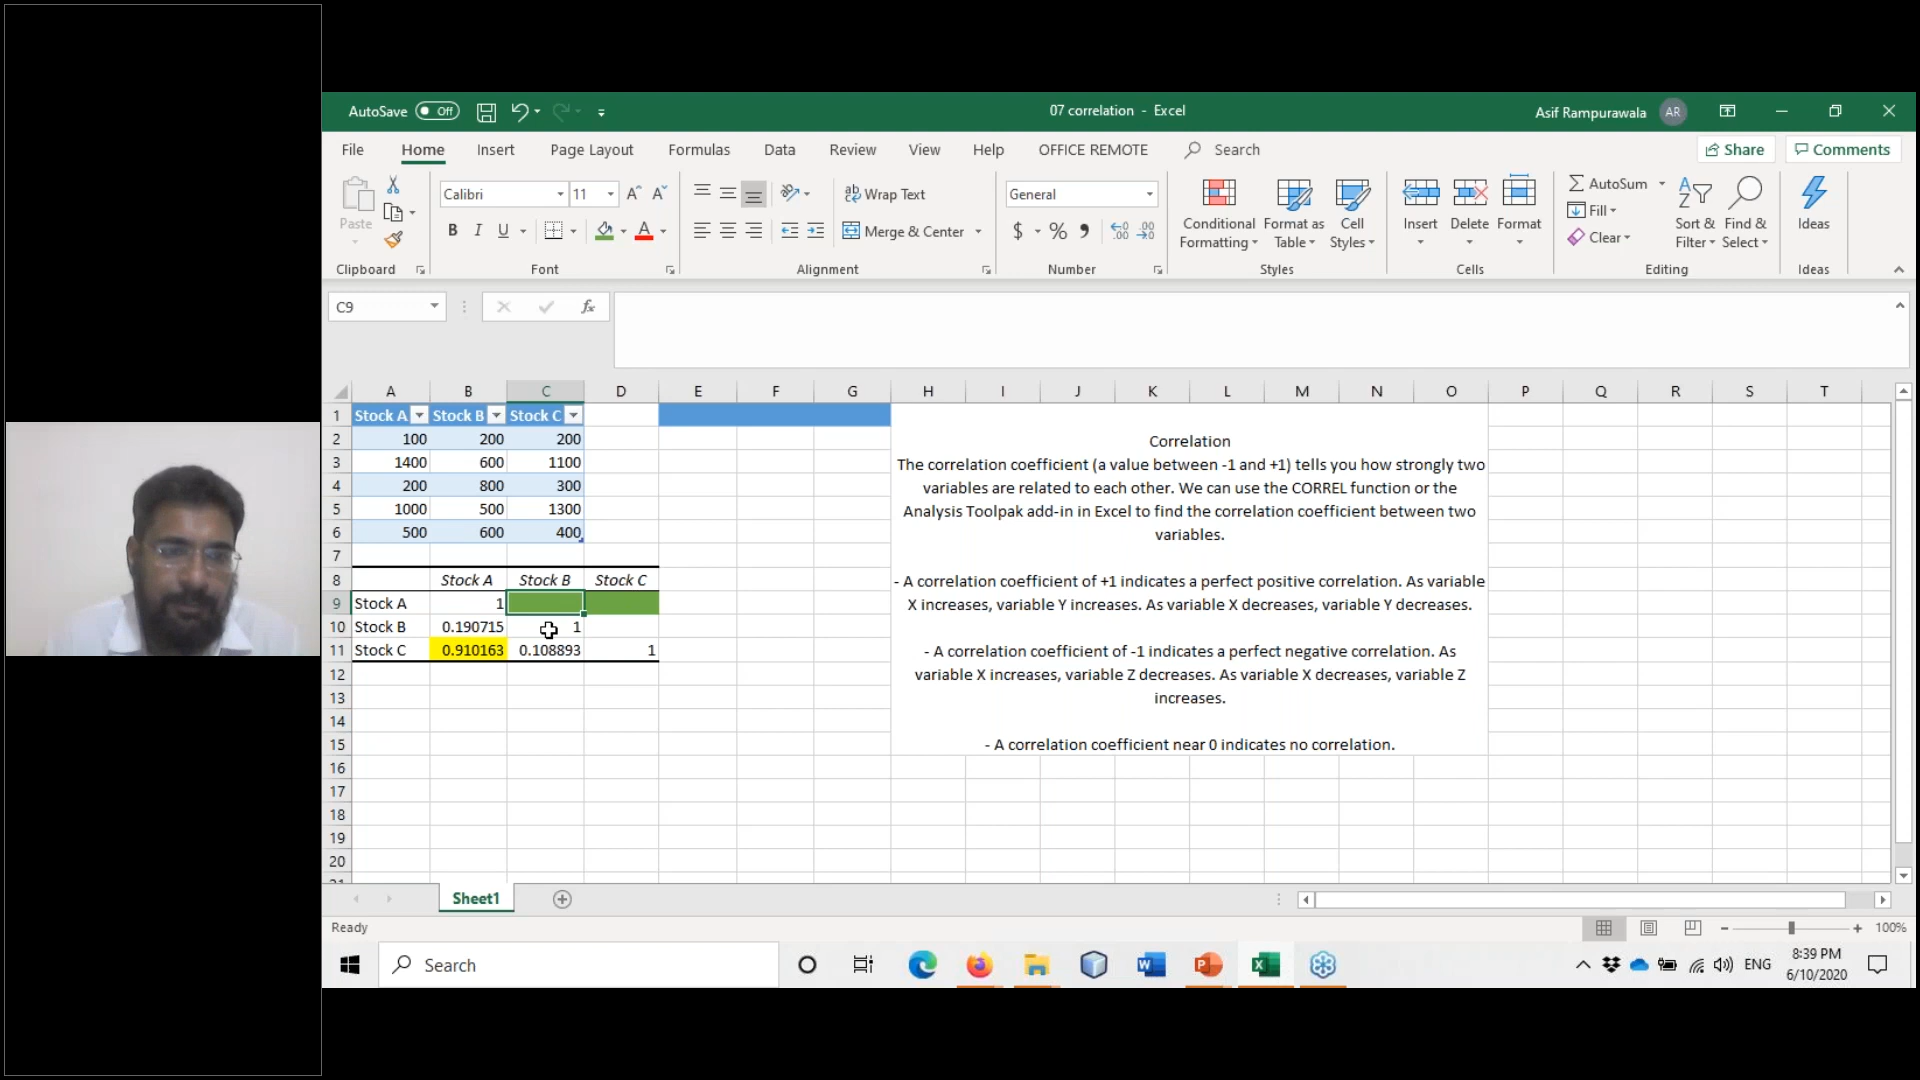 AutoSave Off 07 correlation - Excel Asif Rampurawala AR
File Home Insert Page Layout Formulas Data Review View Help OFFICE REMOTE Search Share Comments
Paste Calibri 11 Wrap Text General Conditional Formatting Format as Table Cell Styles Insert Delete Format AutoSum Fill Clear Sort & Filter Find & Select Ideas
B I U A Merge & Center $ %
Clipboard Font Alignment Number Styles Cells Editing Ideas
C9 fx
A B C D E F G H I J K L M N O P Q R S T
1 Stock A Stock B Stock C
2 100 200 200
3 1400 600 1100
4 200 800 300
5 1000 500 1300
6 500 600 400
7
8 Stock A Stock B Stock C
9 Stock A 1
10 Stock B 0.190715 1
11 Stock C 0.910163 0.108893 1
12
13
14
15
16
17
18
19
20
Correlation
The correlation coefficient (a value between -1 and +1) tells you how strongly two
variables are related to each other. We can use the CORREL function or the
Analysis Toolpak add-in in Excel to find the correlation coefficient between two
variables.
- A correlation coefficient of +1 indicates a perfect positive correlation. As variable
X increases, variable Y increases. As variable X decreases, variable Y decreases.
- A correlation coefficient of -1 indicates a perfect negative correlation. As
variable X increases, variable Z decreases. As variable X decreases, variable Z
increases.
- A correlation coefficient near 0 indicates no correlation.
Sheet1
Ready 100%
Search ENG 8:39 PM
6/10/2020